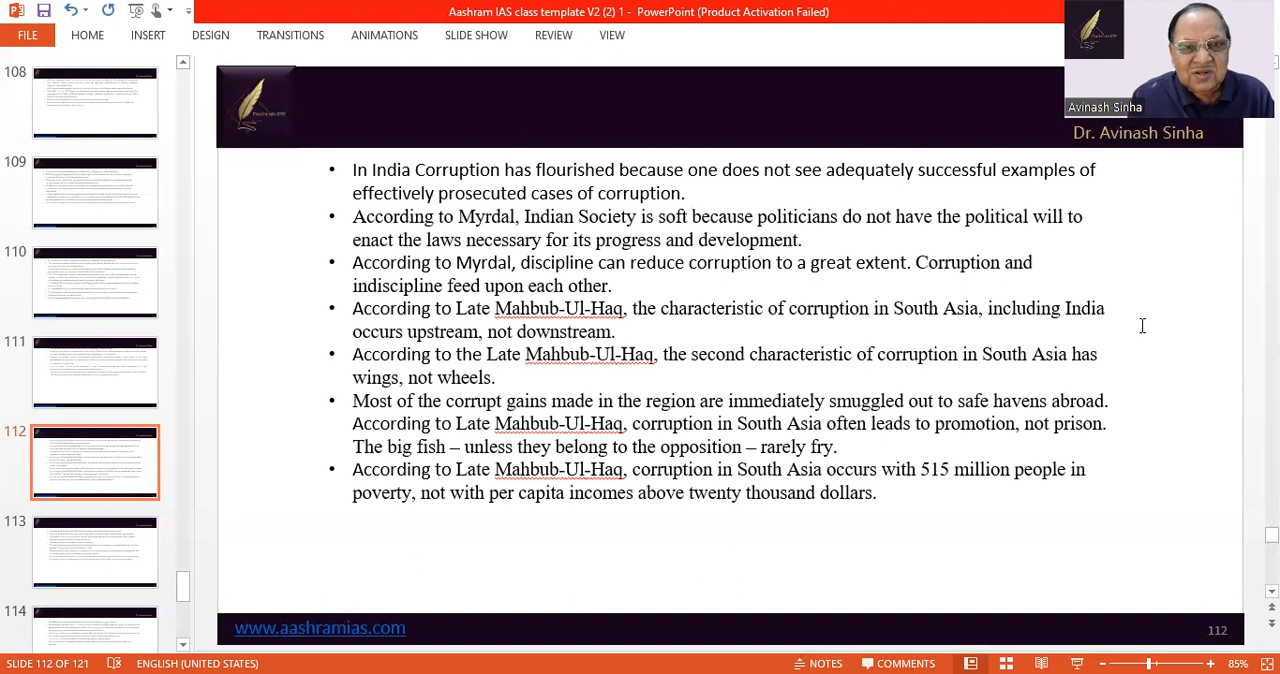 Aashram IAS class template V2 (2) 1 - PowerPoint (Product Activation Failed)
FILE HOME INSERT DESIGN TRANSITIONS ANIMATIONS SLIDE SHOW REVIEW VIEW
Avinash Sinha
Dr. Avinash Sinha
108
109
110
111
112
113
114
• In India Corruption has flourished because one does not see adequately successful examples of
effectively prosecuted cases of corruption.
• According to Myrdal, Indian Society is soft because politicians do not have the political will to
enact the laws necessary for its progress and development.
• According to Myrdal, discipline can reduce corruption to a great extent. Corruption and
indiscipline feed upon each other.
• According to Late Mahbub-Ul-Haq, the characteristic of corruption in South Asia, including India
occurs upstream, not downstream.
• According to the Late Mahbub-Ul-Haq, the second characteristic of corruption in South Asia has
wings, not wheels.
• Most of the corrupt gains made in the region are immediately smuggled out to safe havens abroad.
According to Late Mahbub-Ul-Haq, corruption in South Asia often leads to promotion, not prison.
The big fish – unless they belong to the opposition – rarely fry.
• According to Late Mahbub-Ul-Haq, corruption in South Asia occurs with 515 million people in
poverty, not with per capita incomes above twenty thousand dollars.
www.aashramias.com
112
SLIDE 112 OF 121 ENGLISH (UNITED STATES) NOTES COMMENTS 85%